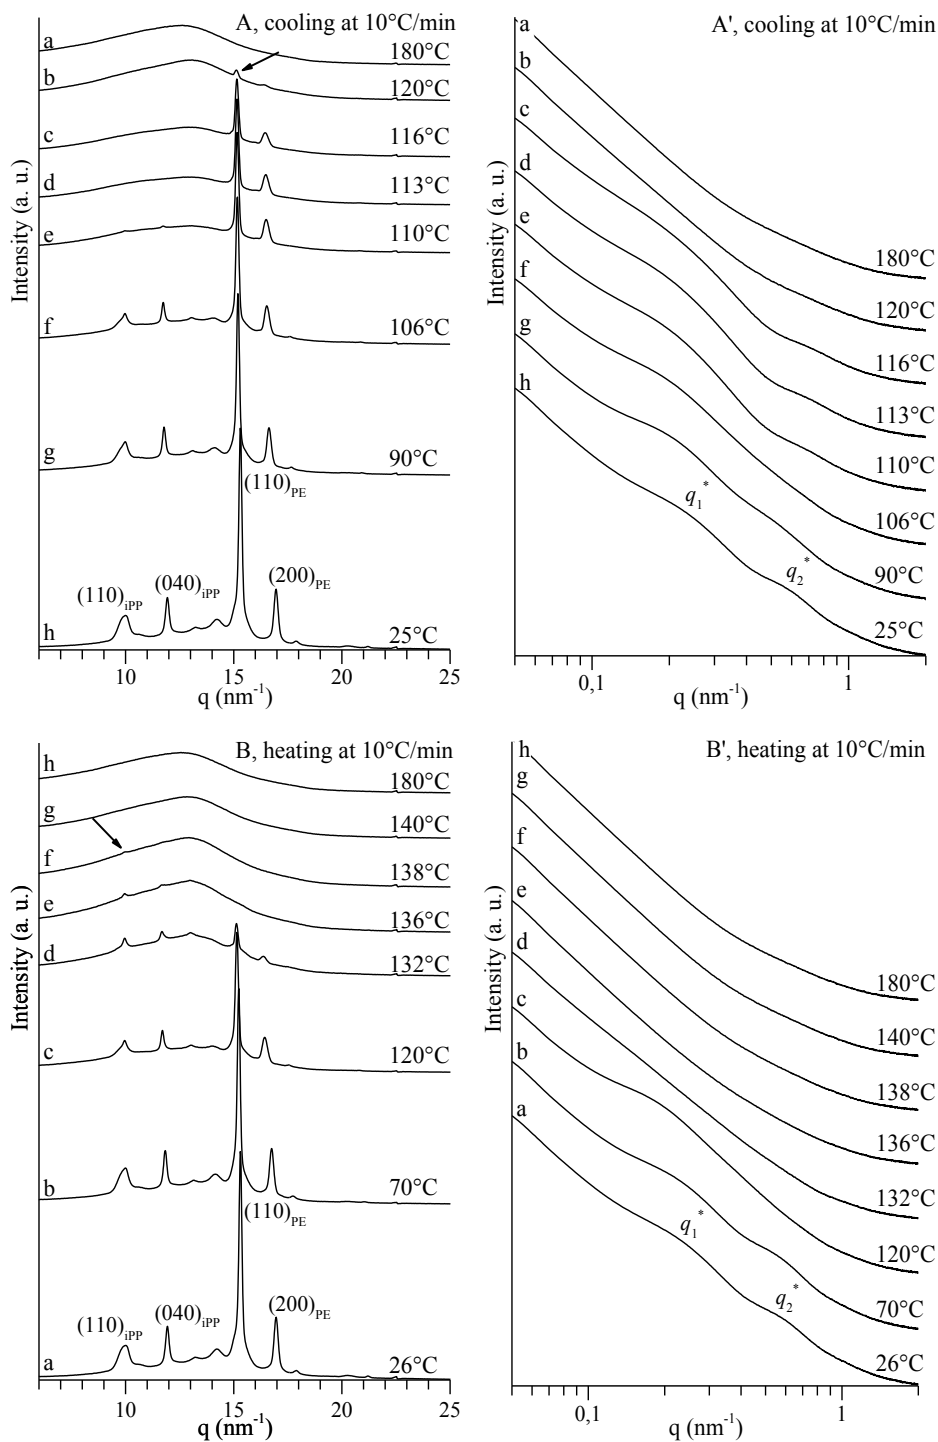 A, cooling at 10°C/min
a
180°C
b
120°C
c
116°C
d
113°C
e
110°C
f
106°C
g
90°C
(110)PE
(110)iPP
(040)iPP
(200)PE
h
25°C
Intensity (a. u.)
10
15
20
25
q (nm-1)
A', cooling at 10°C/min
a
b
c
d
e
f
g
h
180°C
120°C
116°C
113°C
110°C
106°C
90°C
25°C
q1*
q2*
Intensity (a. u.)
0,1
1
q (nm-1)
B, heating at 10°C/min
h
180°C
g
140°C
f
138°C
e
136°C
d
132°C
c
120°C
b
70°C
(110)PE
(110)iPP
(040)iPP
(200)PE
a
26°C
Intensity (a. u.)
10
15
20
25
q (nm-1)
B', heating at 10°C/min
h
g
f
e
d
c
b
a
180°C
140°C
138°C
136°C
132°C
120°C
70°C
26°C
q1*
q2*
Intensity (a. u.)
0,1
1
q (nm-1)